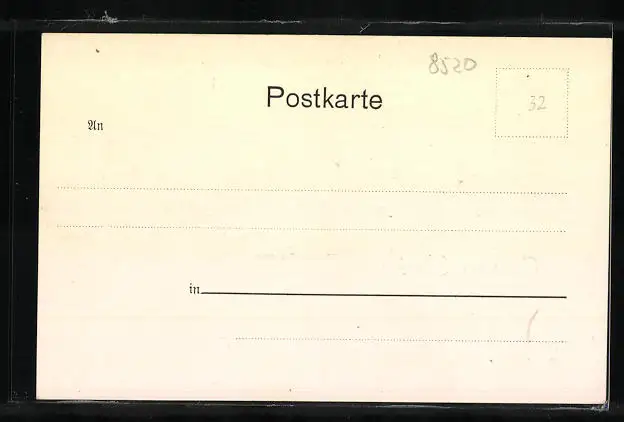 8520
Postkarte
32
An
in